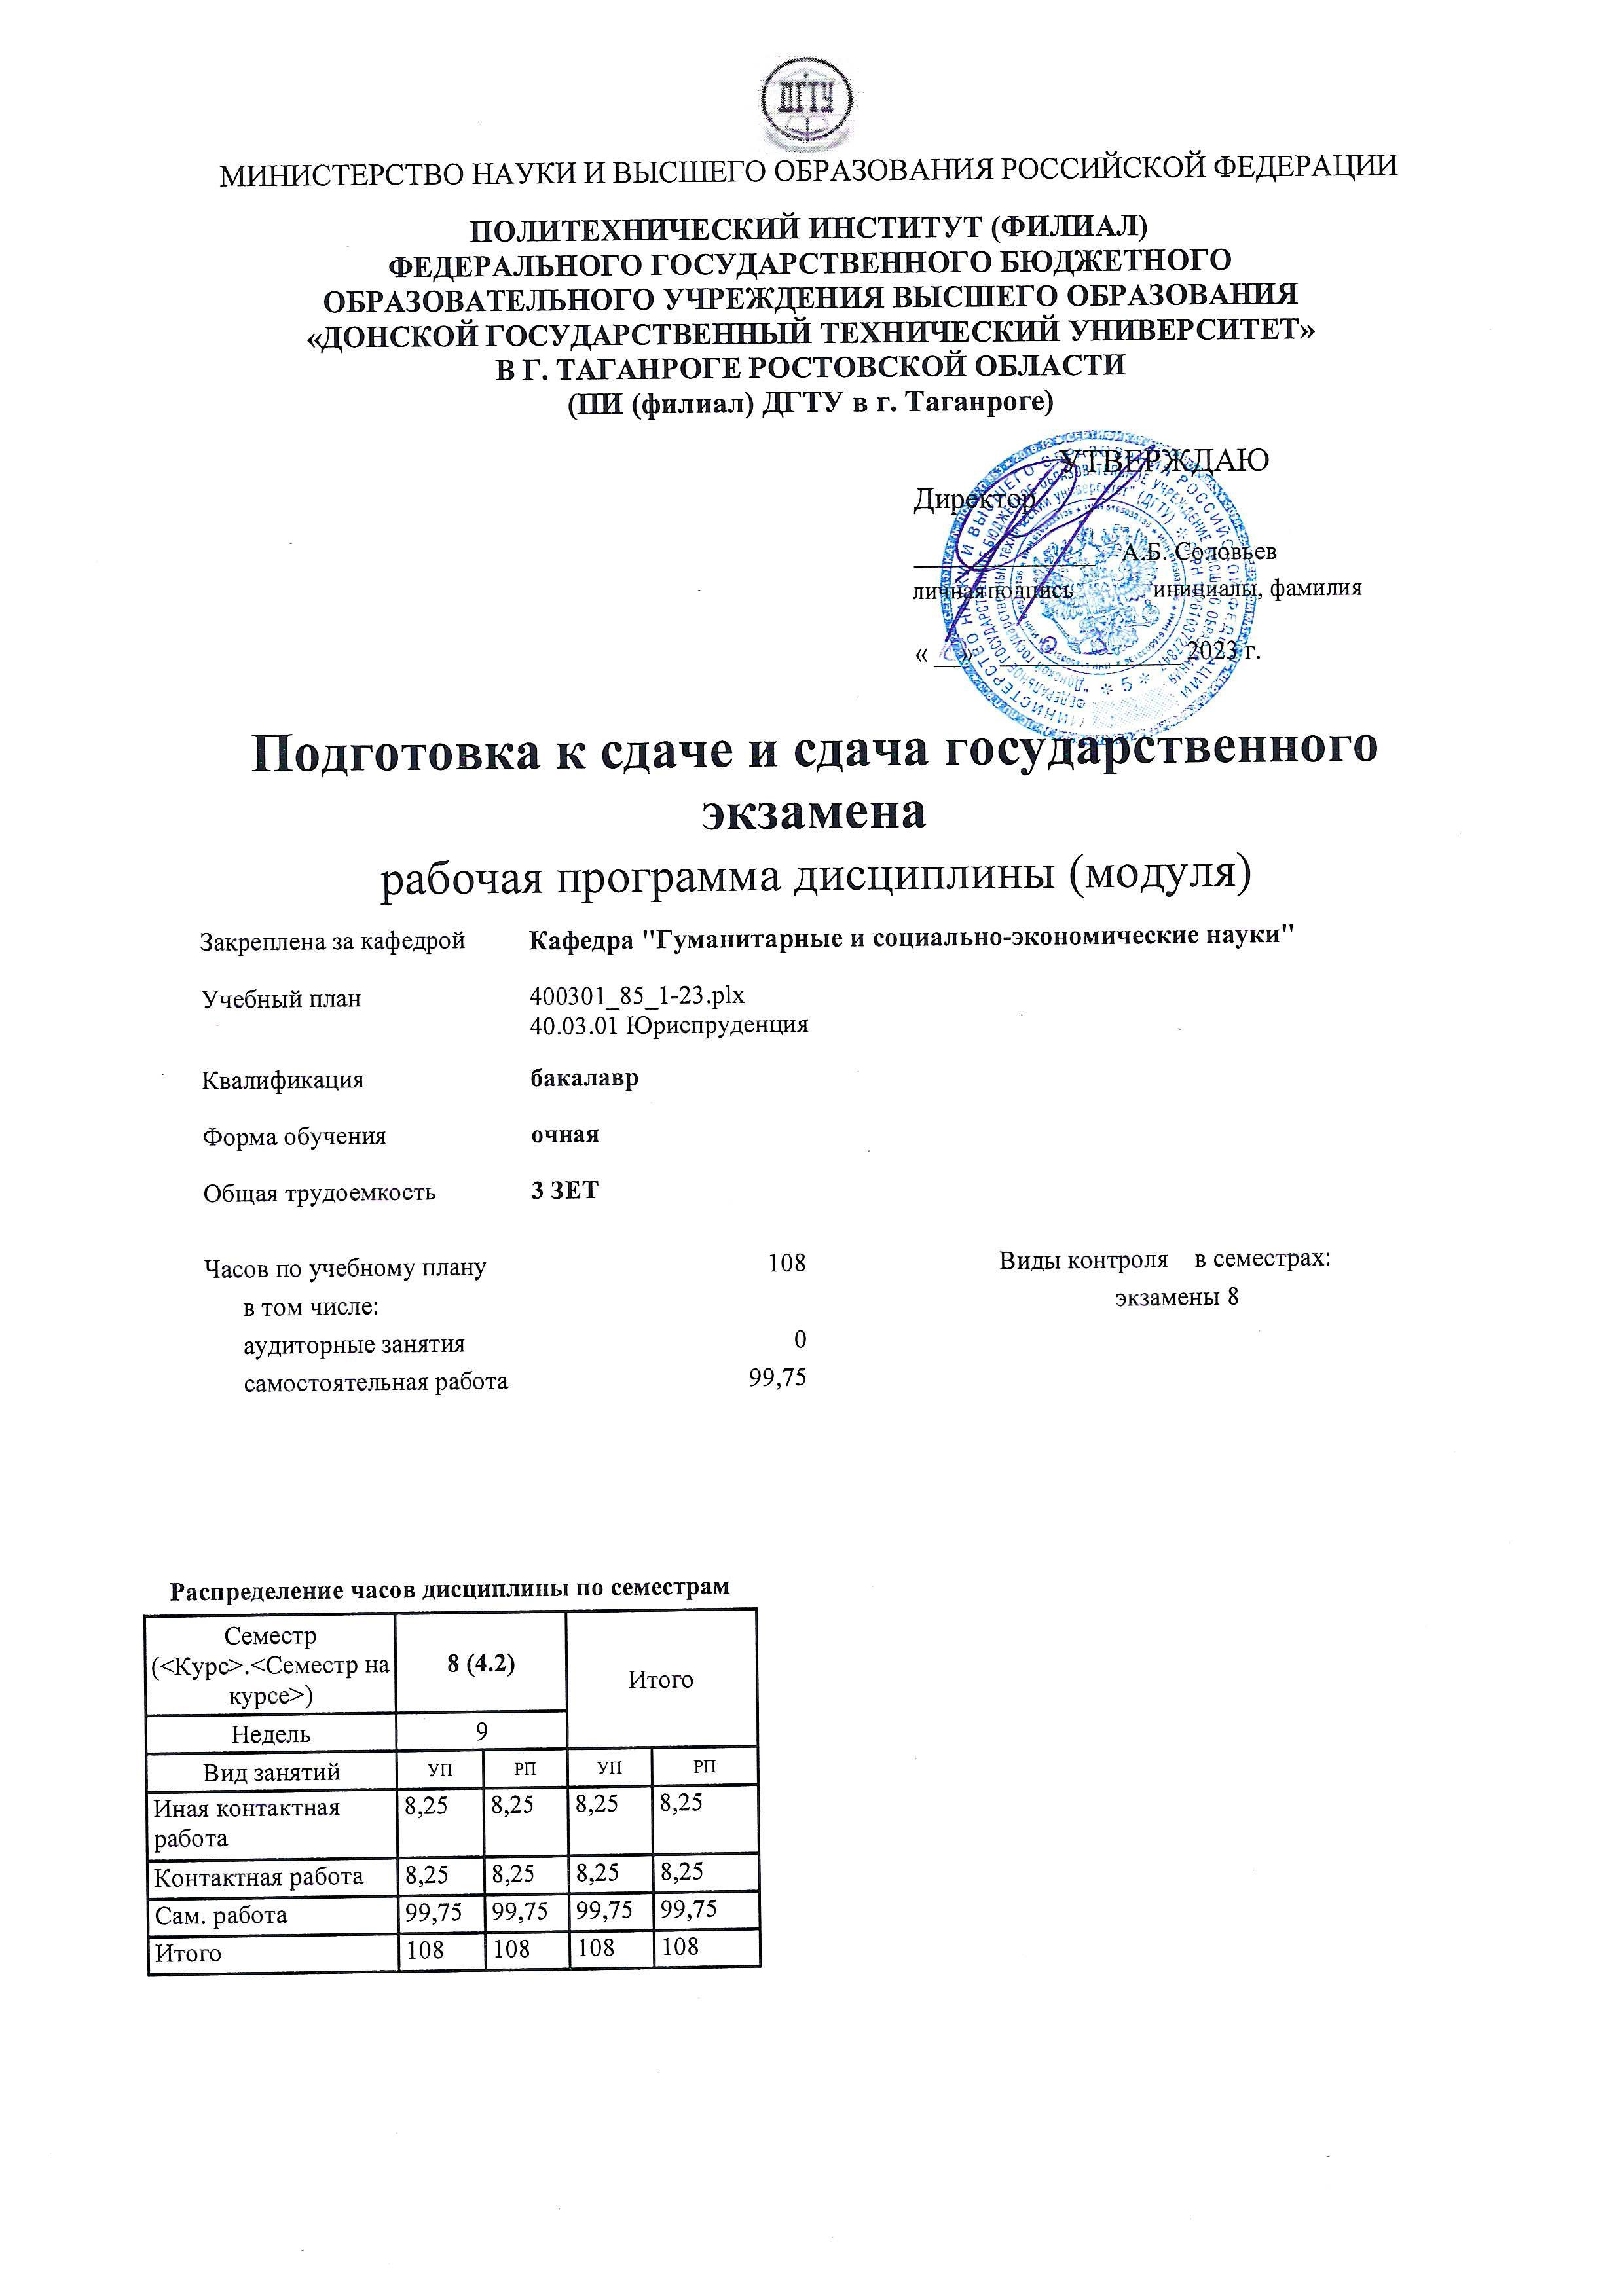 ДГТУ
МИНИСТЕРСТВО НАУКИ И ВЫСШЕГО ОБРАЗОВАНИЯ РОССИЙСКОЙ ФЕДЕРАЦИИ
ПОЛИТЕХНИЧЕСКИЙ ИНСТИТУТ (ФИЛИАЛ)
ФЕДЕРАЛЬНОГО ГОСУДАРСТВЕННОГО БЮДЖЕТНОГО
ОБРАЗОВАТЕЛЬНОГО УЧРЕЖДЕНИЯ ВЫСШЕГО ОБРАЗОВАНИЯ
«ДОНСКОЙ ГОСУДАРСТВЕННЫЙ ТЕХНИЧЕСКИЙ УНИВЕРСИТЕТ»
В Г. ТАГАНРОГЕ РОСТОВСКОЙ ОБЛАСТИ
(ПИ (филиал) ДГТУ в г. Таганроге)
УТВЕРЖДАЮ
Директор
А.Б. Соловьев
личная подпись инициалы, фамилия
« __ » ____________ 2023 г.
Подготовка к сдаче и сдача государственного
экзамена
рабочая программа дисциплины (модуля)
Закреплена за кафедрой Кафедра "Гуманитарные и социально-экономические науки"
Учебный план 400301_85_1-23.plx
40.03.01 Юриспруденция
Квалификация бакалавр
Форма обучения очная
Общая трудоемкость 3 ЗЕТ
Часов по учебному плану 108 Виды контроля в семестрах:
в том числе: экзамены 8
аудиторные занятия 0
самостоятельная работа 99,75
Распределение часов дисциплины по семестрам
Семестр
(<Курс>.<Семестр на
курсе>) 8 (4.2) Итого
Недель 9
Вид занятий УП РП УП РП
Иная контактная
работа 8,25 8,25 8,25 8,25
Контактная работа 8,25 8,25 8,25 8,25
Сам. работа 99,75 99,75 99,75 99,75
Итого 108 108 108 108